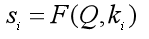 s_i = F(Q, k_i)